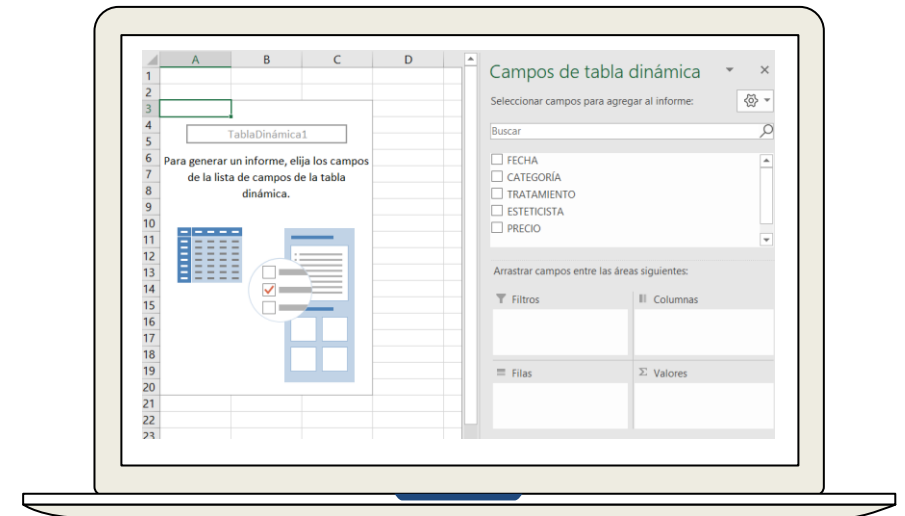 A B C D
1
2
3
4
5
6
7
8
9
10
11
12
13
14
15
16
17
18
19
20
21
22
23
TablaDinámica1
Para generar un informe, elija los campos
de la lista de campos de la tabla
dinámica.
Campos de tabla dinámica
Seleccionar campos para agregar al informe:
Buscar
FECHA
CATEGORÍA
TRATAMIENTO
ESTETICISTA
PRECIO
Arrastrar campos entre las áreas siguientes:
Filtros
Columnas
Filas
Σ Valores